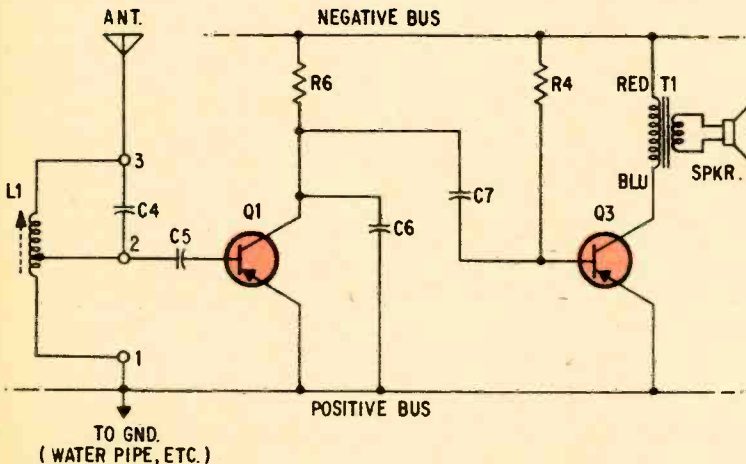 ANT.
NEGATIVE BUS
R6
R4
RED T1
3
L1
C4
BLU
SPKR.
Q1
C7
Q3
2
C5
C6
1
POSITIVE BUS
TO GND.
(WATER PIPE, ETC.)